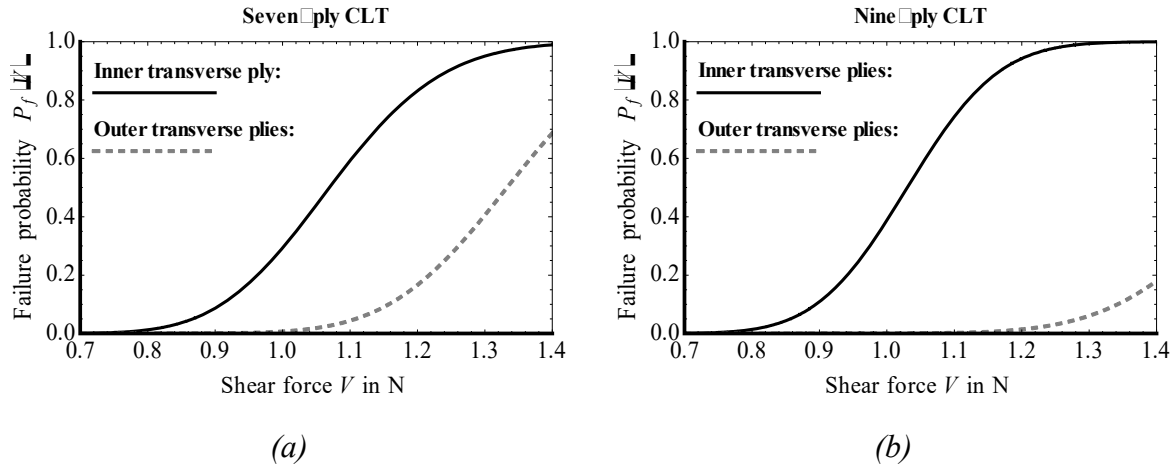 Seven□ply CLT
1.0
0.8
0.6
0.4
0.2
0.0
Failure probability P_f
Inner transverse ply:
Outer transverse plies:
0.7 0.8 0.9 1.0 1.1 1.2 1.3 1.4
Shear force V in N
(a)
Nine□ply CLT
1.0
0.8
0.6
0.4
0.2
0.0
Failure probability P_f
Inner transverse plies:
Outer transverse plies:
0.7 0.8 0.9 1.0 1.1 1.2 1.3 1.4
Shear force V in N
(b)